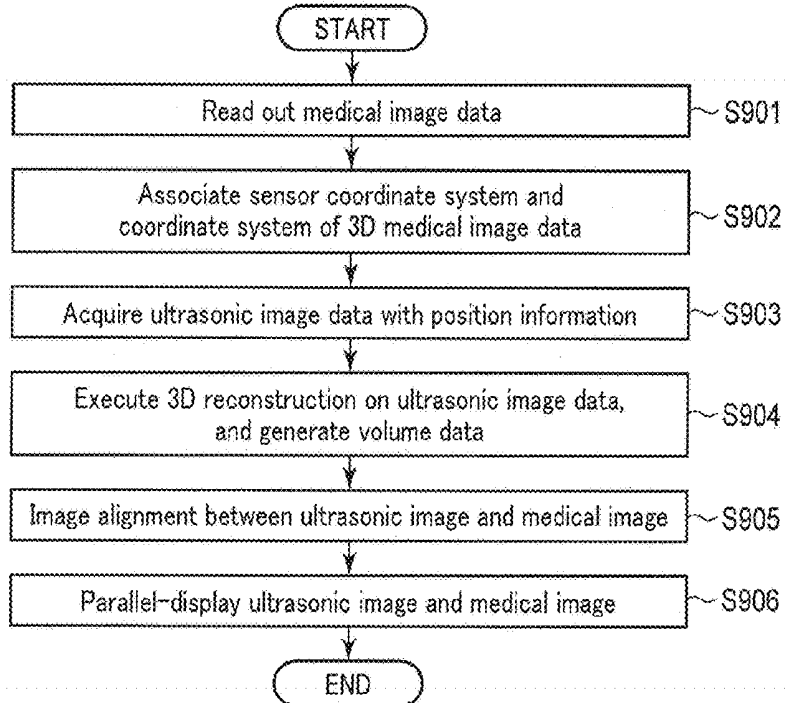 START
Read out medical image data
S901
Associate sensor coordinate system and
coordinate system of 3D medical image data
S902
Acquire ultrasonic image data with position information
S903
Execute 3D reconstruction on ultrasonic image data,
and generate volume data
S904
Image alignment between ultrasonic image and medical image
S905
Parallel-display ultrasonic image and medical image
S906
END